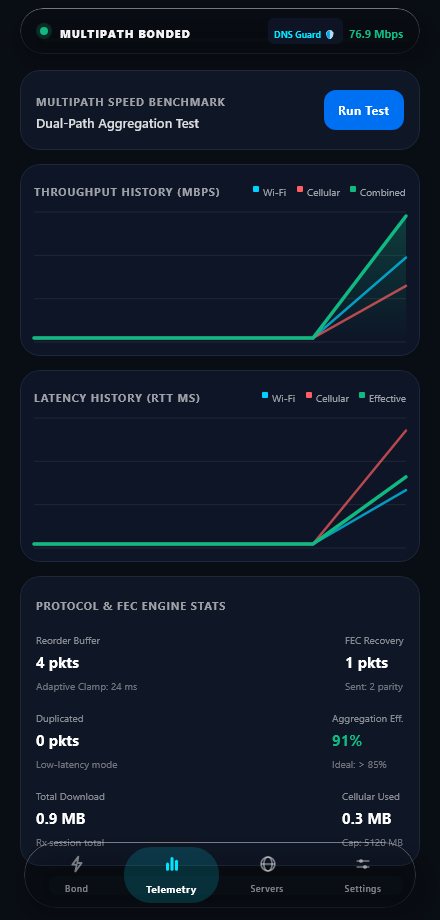 MULTIPATH BONDED
DNS Guard
76.9 Mbps
MULTIPATH SPEED BENCHMARK
Dual-Path Aggregation Test
Run Test
THROUGHPUT HISTORY (MBPS)
Wi-Fi
Cellular
Combined
LATENCY HISTORY (RTT MS)
Wi-Fi
Cellular
Effective
PROTOCOL & FEC ENGINE STATS
Reorder Buffer
FEC Recovery
4 pkts
1 pkts
Adaptive Clamp: 24 ms
Sent: 2 parity
Duplicated
Aggregation Eff.
0 pkts
91%
Low-latency mode
Ideal: > 85%
Total Download
Cellular Used
0.9 MB
0.3 MB
Rx session total
Cap: 5120 MB
Bond
Telemetry
Servers
Settings